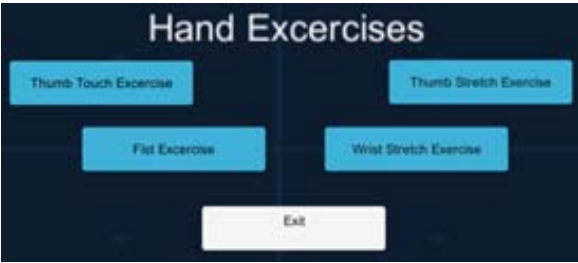 Hand Excercises
Thumb Touch Excercise
Thumb Stretch Exercise
Fist Excercise
Wrist Stretch Exercise
Exit